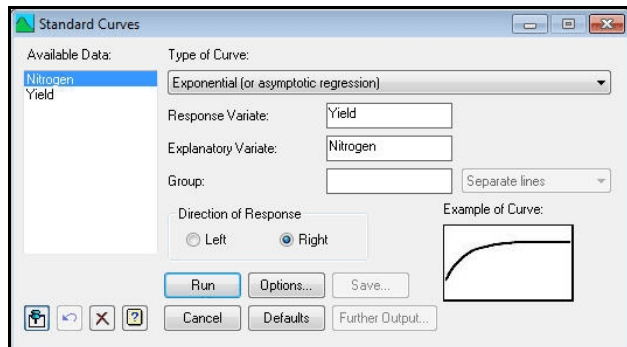 Standard Curves
Available Data:
Nitrogen
Yield
Type of Curve:
Exponential (or asymptotic regression)
Response Variate:
Yield
Explanatory Variate:
Nitrogen
Group:
Separate lines
Direction of Response
Left
Right
Example of Curve:
Run
Options...
Save...
Cancel
Defaults
Further Output...